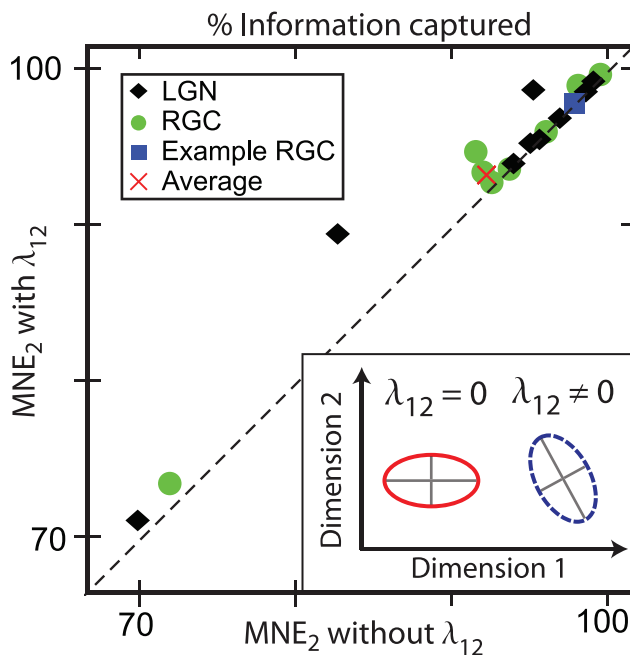 % Information captured
100
LGN
RGC
Example RGC
Average
MNE₂ with λ₁₂
70
λ₁₂ = 0 λ₁₂ ≠ 0
Dimension 2
Dimension 1
70 100
MNE₂ without λ₁₂